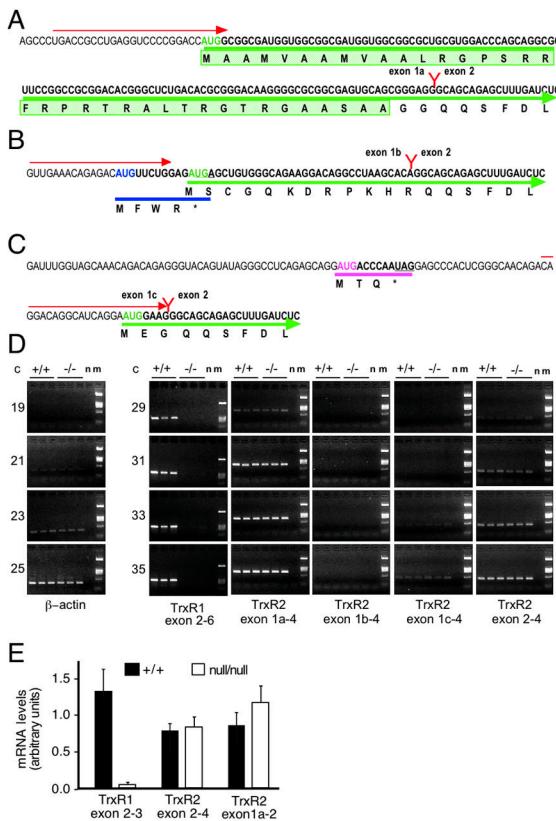 A
AGCCCUGACCGCCUGAGGUCCCCGGACCAUGGCGGCGAUGGUGGCGGCGAUGGUGGCGGCGCUGCGUGGACCCAGCAGGCGC
M A A M V A A M V A A L R G P S R R
exon 1a exon 2
UUCCGGCCGCGGACACGGGCUCUGACACGCGGGACAAGGGGCGCGGCGAGUGCAGCGGGAGGGCAGCAGAGCUUUGAUCUC
F R P R T R A L T R G T R G A A S A A G G Q Q S F D L
B
exon 1b exon 2
GUUGAAACAGAGACAUGUUCUGGAGAUGAGCUGUGGGCAGAAGGACAGGCCUAAGCACAGGCAGCAGAGCUUUGAUCUC
M S C G Q K D R P K H R Q Q S F D L
M F W R *
C
GAUUUGGUAGCAAACAGACAGAGGGUACAGUAUAGGGCCUCAGAGCAGGAUGACCCAAUAGGAGCCCACUCGGGCAACAGACA
M T Q *
exon 1c exon 2
GGACAGGCAUCAGGAAUGGAAGGGCAGCAGAGCUUUGAUCUC
M E G Q Q S F D L
D
c +/+ -/- n m c +/+ -/- n m +/+ -/- n m +/+ -/- n m +/+ -/- n m +/+ -/- n m
19 29
21 31
23 33
25 35
β-actin TrxR1 exon 2-6 TrxR2 exon 1a-4 TrxR2 exon 1b-4 TrxR2 exon 1c-4 TrxR2 exon 2-4
E
mRNA levels (arbitrary units)
+/+ null/null
1.5
1.0
0.5
0.0
TrxR1 TrxR2 TrxR2
exon 2-3 exon 2-4 exon1a-2